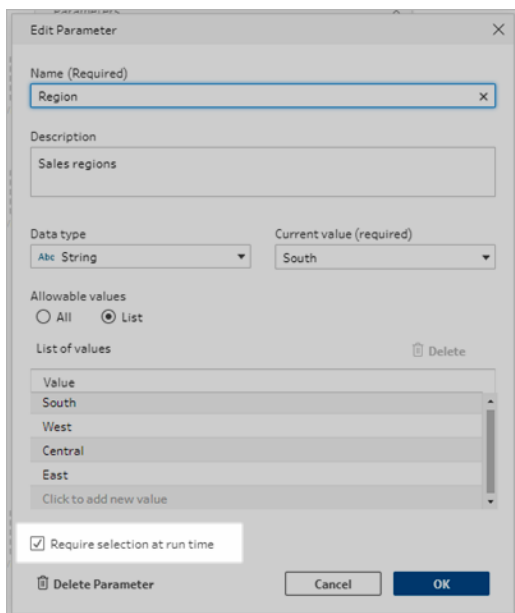 Parameters
Edit Parameter
Name (Required)
Region
Description
Sales regions
Data type
Current value (required)
Abc String
South
Allowable values
All
List
List of values
Delete
Value
South
West
Central
East
Click to add new value
Require selection at run time
Delete Parameter
Cancel
OK